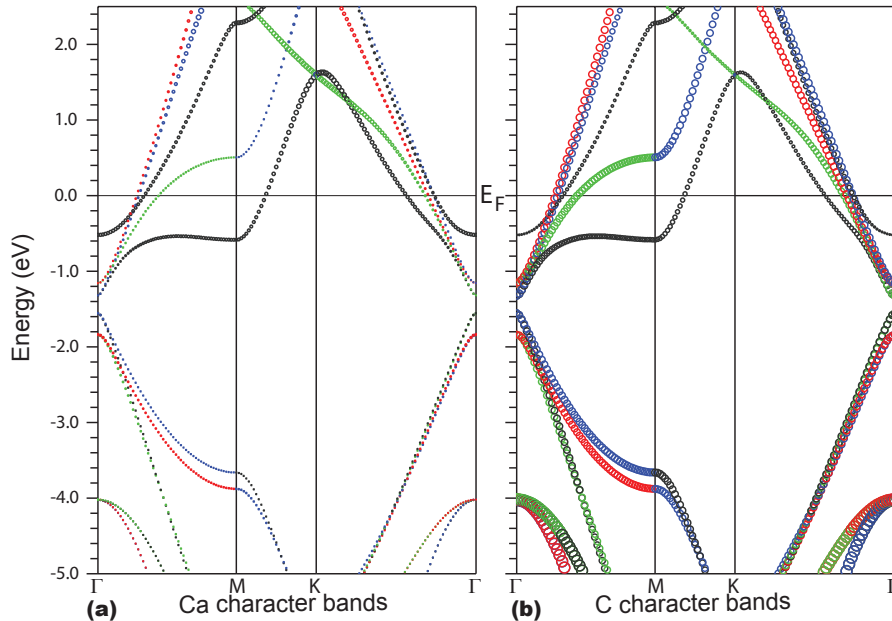 Energy (eV)
2.0
1.0
0.0
-1.0
-2.0
-3.0
-4.0
-5.0
Γ M K Γ
(a) Ca character bands
E_F
Γ M K Γ
(b) C character bands